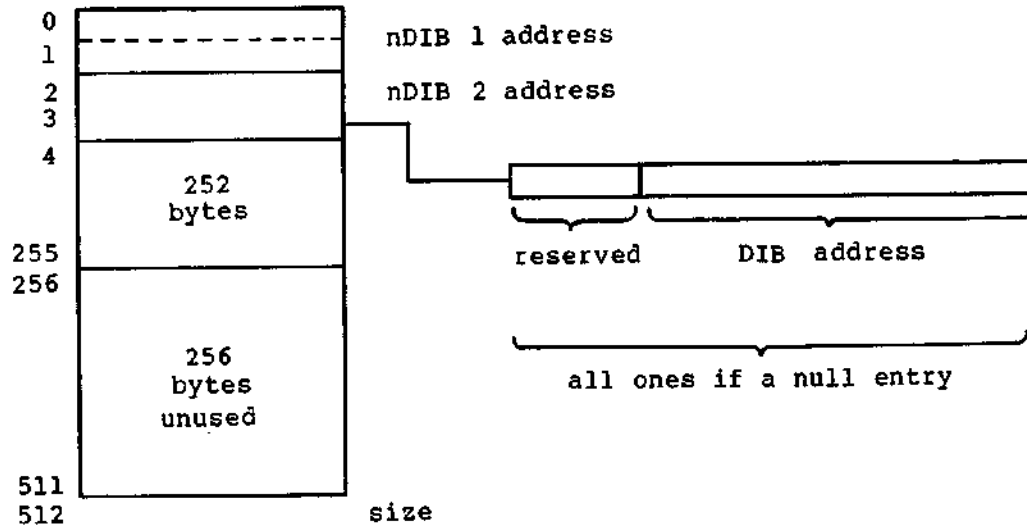 0
nDIB 1 address
1
2
nDIB 2 address
3
4
252
bytes
reserved
DIB address
255
256
256
bytes
unused
all ones if a null entry
511
512
size